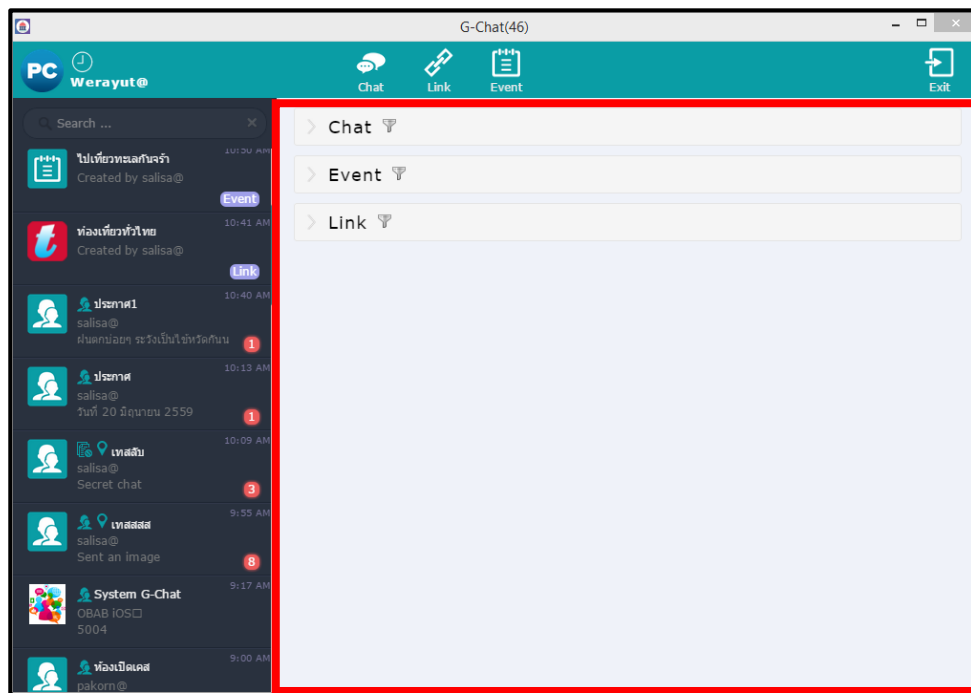 G-Chat(46)
PC
Werayut@
Chat
Link
Event
Exit
Search ...
10:50 AM
ไปเที่ยวทะเลกันจร้า
Created by salisa@
Event
10:41 AM
t
ท่องเที่ยวทั่วไทย
Created by salisa@
Link
10:40 AM
ประกาศ1
salisa@
ฝนตกบ่อยๆ ระวังเป็นไข้หวัดกันน
1
10:13 AM
ประกาศ
salisa@
วันที่ 20 มิถุนายน 2559
1
10:09 AM
เทสลับ
salisa@
Secret chat
3
9:55 AM
เทสสสส
salisa@
Sent an image
8
9:17 AM
System G-Chat
OBAB iOS□
5004
9:00 AM
ห้องเปิดเคส
pakorn@
Chat
Event
Link